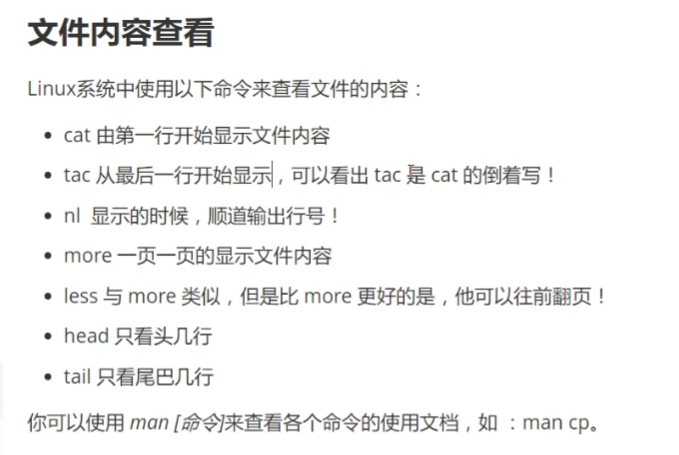 文件内容查看
Linux系统中使用以下命令来查看文件的内容：
cat 由第一行开始显示文件内容
tac 从最后一行开始显示，可以看出 tac 是 cat 的倒着写！
nl 显示的时候，顺道输出行号！
more 一页一页的显示文件内容
less 与 more 类似，但是比 more 更好的是，他可以往前翻页！
head 只看头几行
tail 只看尾巴几行
你可以使用 man [命令]来查看各个命令的使用文档，如 ：man cp。